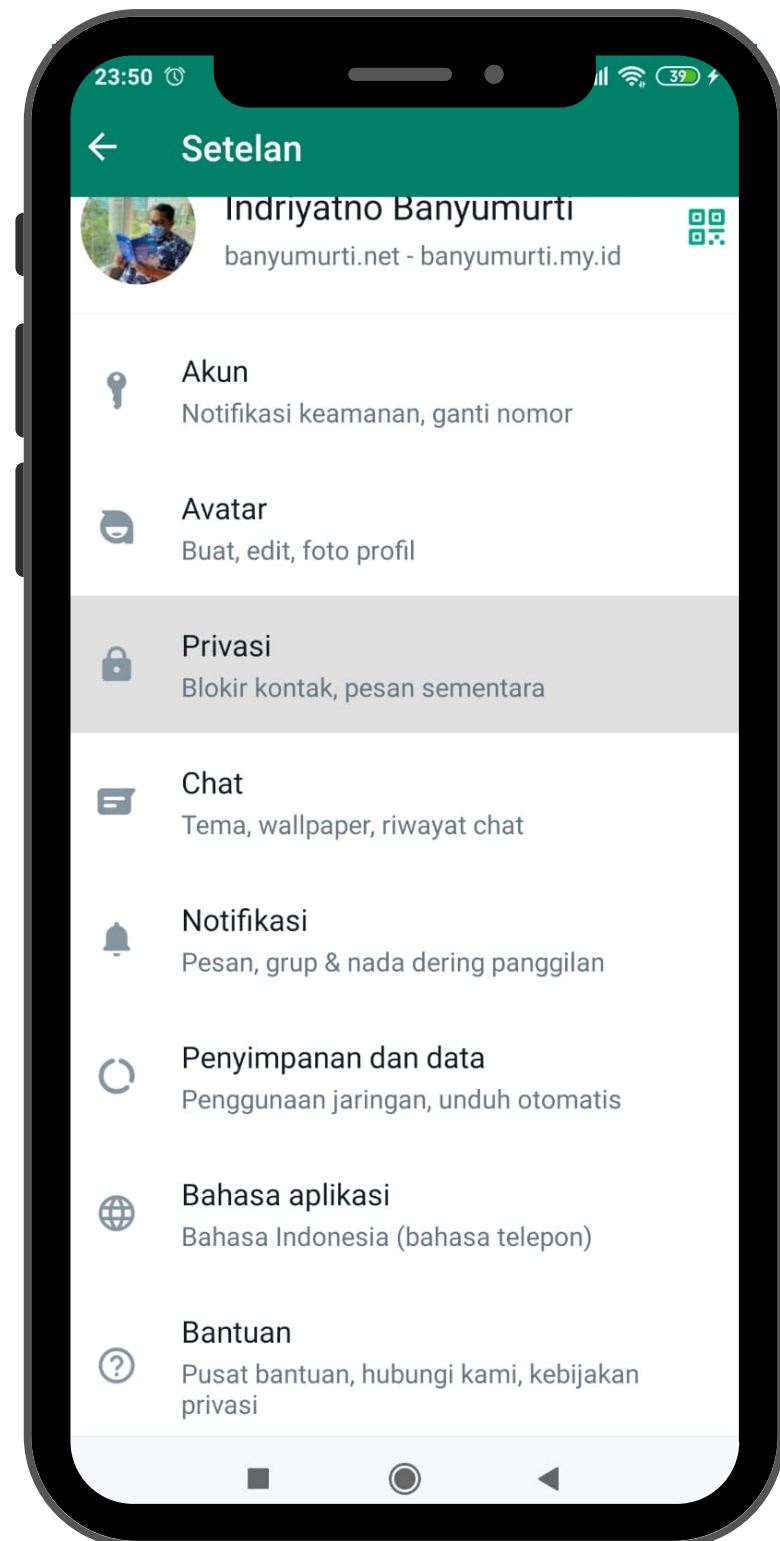 23:50
39
Setelan
Indriyatno Banyumurti
banyumurti.net - banyumurti.my.id
Akun
Notifikasi keamanan, ganti nomor
Avatar
Buat, edit, foto profil
Privasi
Blokir kontak, pesan sementara
Chat
Tema, wallpaper, riwayat chat
Notifikasi
Pesan, grup & nada dering panggilan
Penyimpanan dan data
Penggunaan jaringan, unduh otomatis
Bahasa aplikasi
Bahasa Indonesia (bahasa telepon)
Bantuan
Pusat bantuan, hubungi kami, kebijakan
privasi